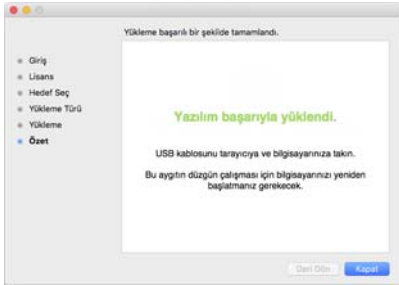 Yükleme başarılı bir şekilde tamamlandı.
Giriş
Lisans
Hedef Seç
Yükleme Türü
Yükleme
Özet
Yazılım başarıyla yüklendi.
USB kablosunu tarayıcıya ve bilgisayarınıza takın.
Bu aygıtın düzgün çalışması için bilgisayarınızı yeniden
başlatmanız gerekecek.
Geri Dön
Kapat